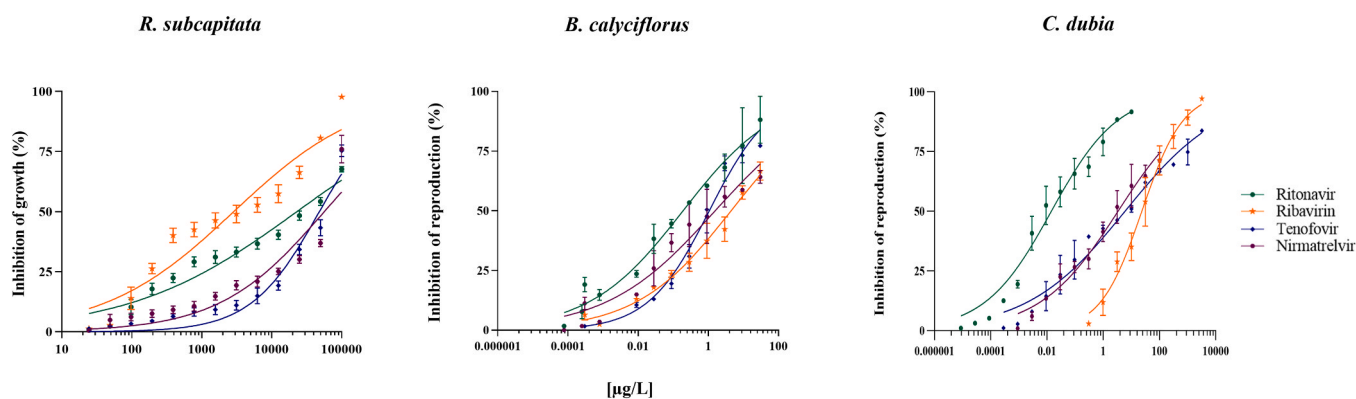 R. subcapitata
B. calyciflorus
C. dubia
Inhibition of growth (%)
100
75
50
25
0
10
100
1000
10000
100000
Inhibition of reproduction (%)
100
75
50
25
0
0.000001
0.0001
0.01
1
100
[µg/L]
Inhibition of reproduction (%)
100
75
50
25
0
0.000001
0.0001
0.01
1
100
10000
Ritonavir
Ribavirin
Tenofovir
Nirmatrelvir